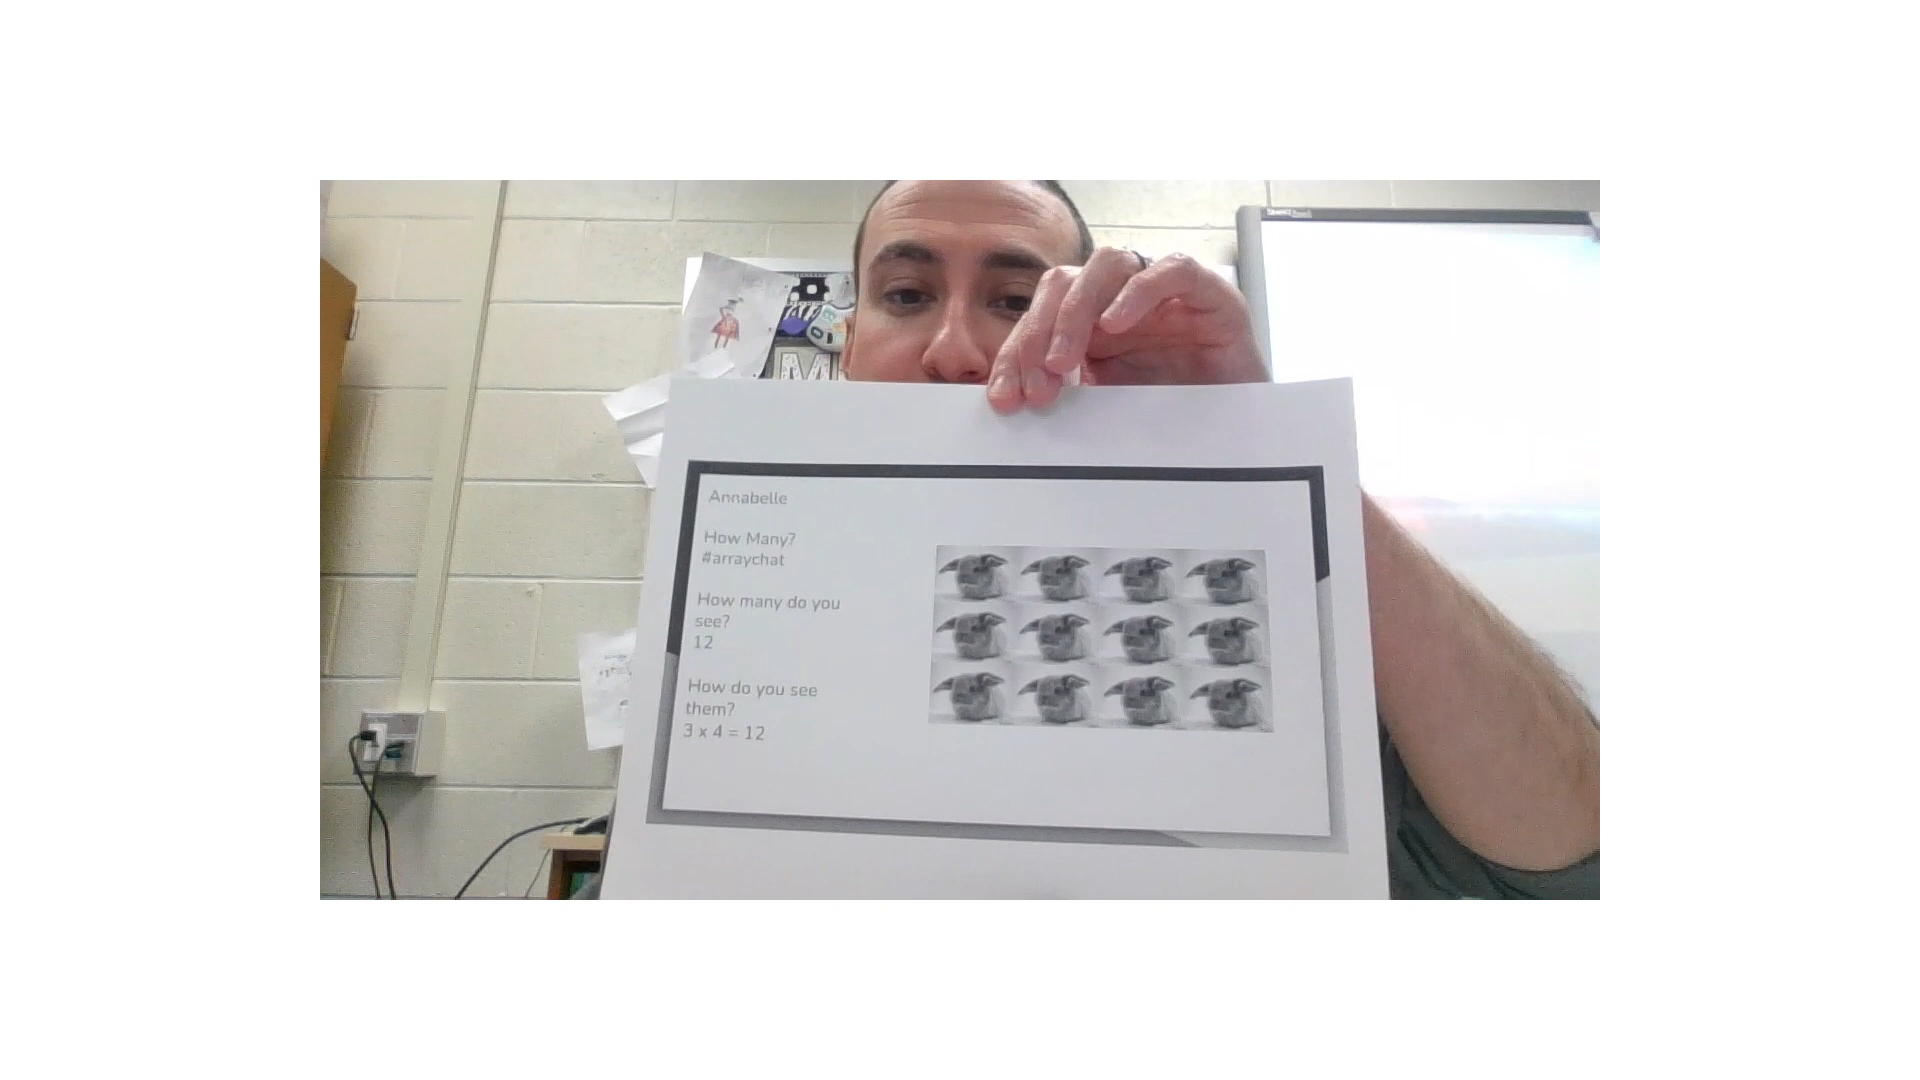 M
Annabelle
How Many?
#arraychat
How many do you
see?
12
How do you see
them?
3 x 4 = 12